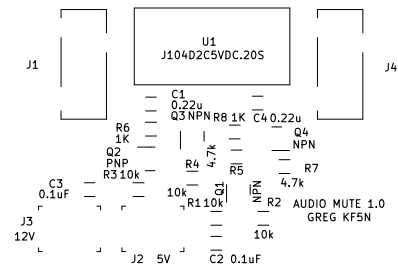 U1
J104D2C5VDC.20S
J1
J4
C1
0.22u
Q3 NPN
R8 1K
C4 0.22u
R6
1K
Q4
NPN
Q2
PNP
4.7k
R3 10k
R4
R5
R7
4.7k
C3
0.1uF
10k
R1 10k
Q1
NPN
R2
10k
AUDIO MUTE 1.0
GREG KF5N
J3
12V
J2 5V
C2 0.1uF